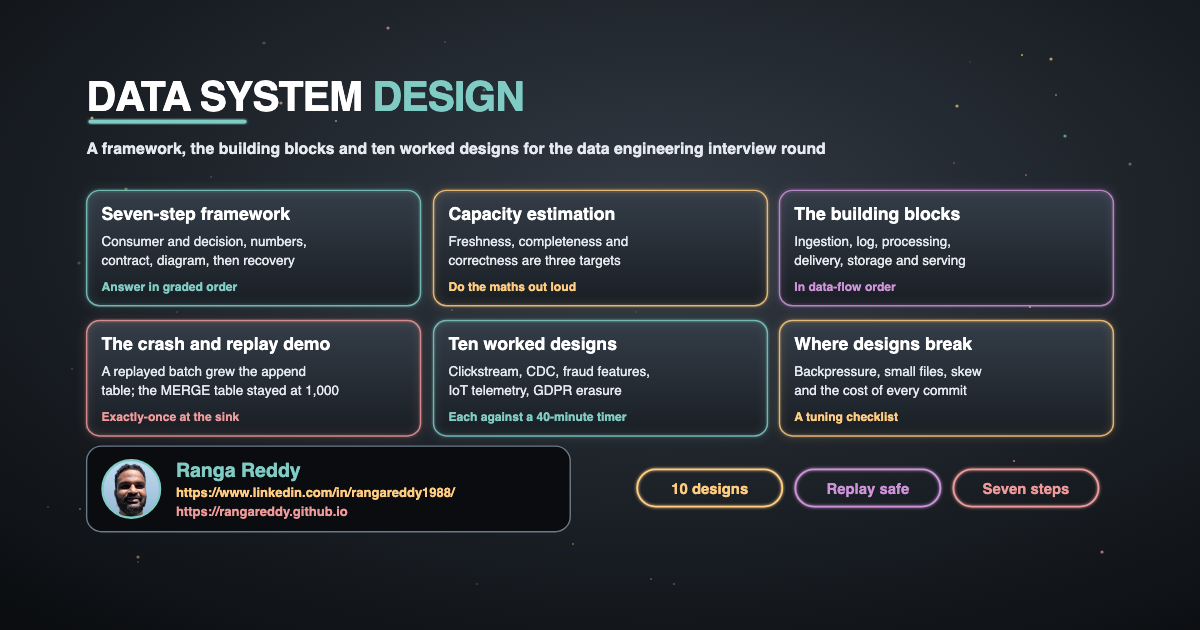 DATA SYSTEM DESIGN
A framework, the building blocks and ten worked designs for the data engineering interview round
Seven-step framework
Consumer and decision, numbers,
contract, diagram, then recovery
Answer in graded order
Capacity estimation
Freshness, completeness and
correctness are three targets
Do the maths out loud
The building blocks
Ingestion, log, processing,
delivery, storage and serving
In data-flow order
The crash and replay demo
A replayed batch grew the append
table; the MERGE table stayed at 1,000
Exactly-once at the sink
Ten worked designs
Clickstream, CDC, fraud features,
IoT telemetry, GDPR erasure
Each against a 40-minute timer
Where designs break
Backpressure, small files, skew
and the cost of every commit
A tuning checklist
Ranga Reddy
https://www.linkedin.com/in/rangareddy1988/
https://rangareddy.github.io
10 designs
Replay safe
Seven steps